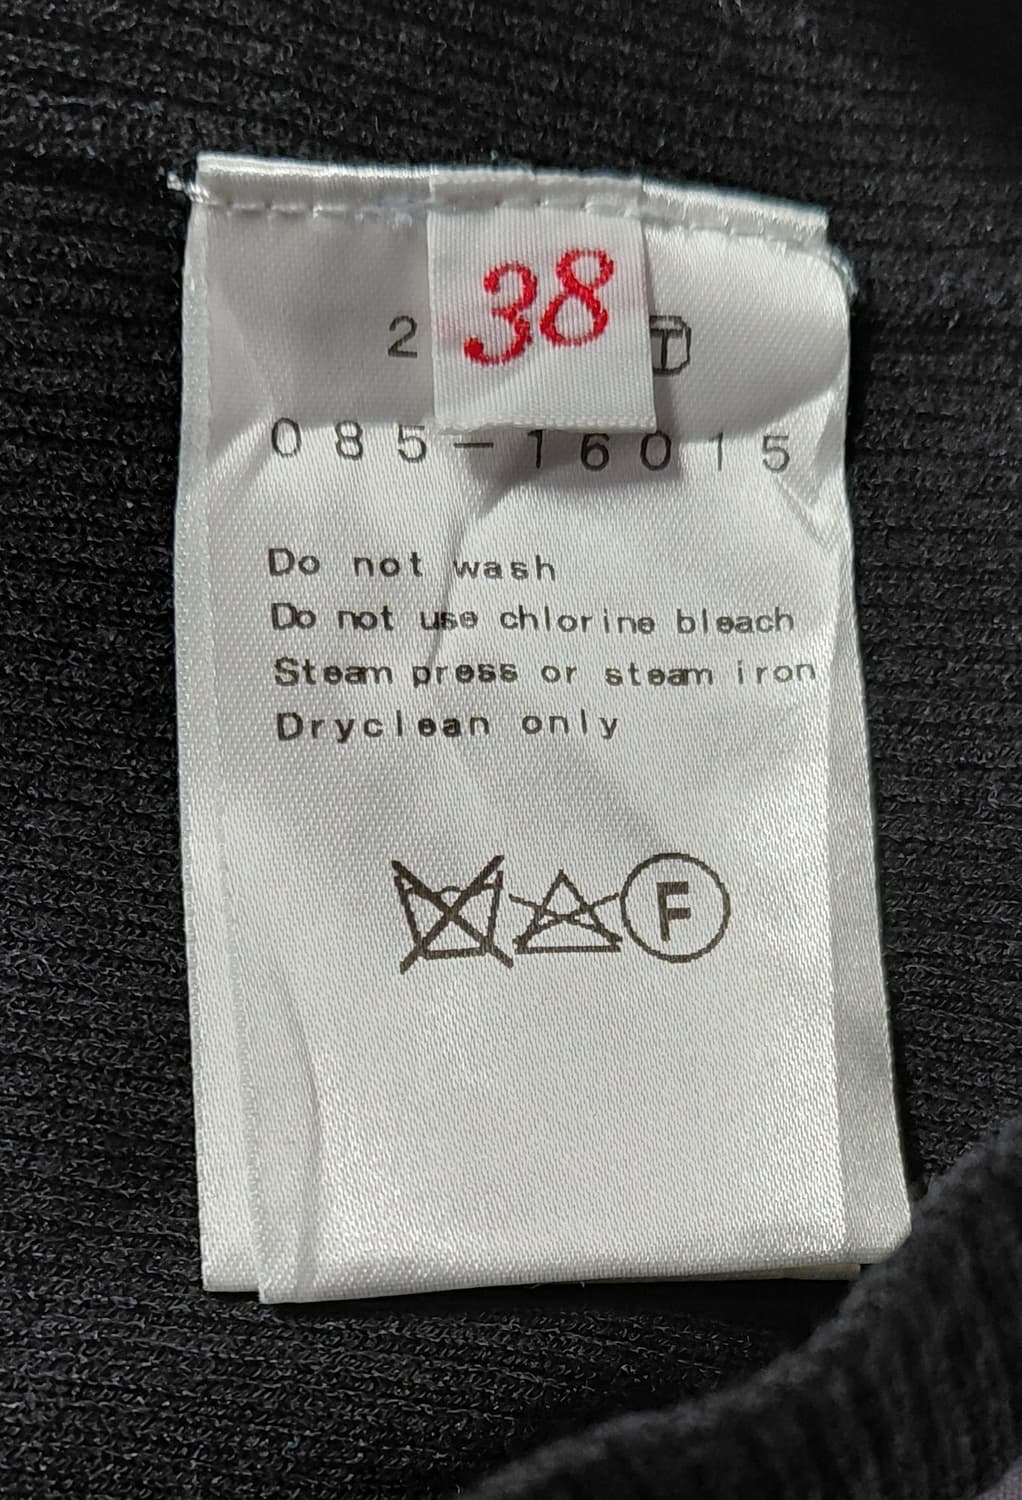 38
2 T
085-16015
Do not wash
Do not use chlorine bleach
Steam press or steam iron
Dryclean only
F